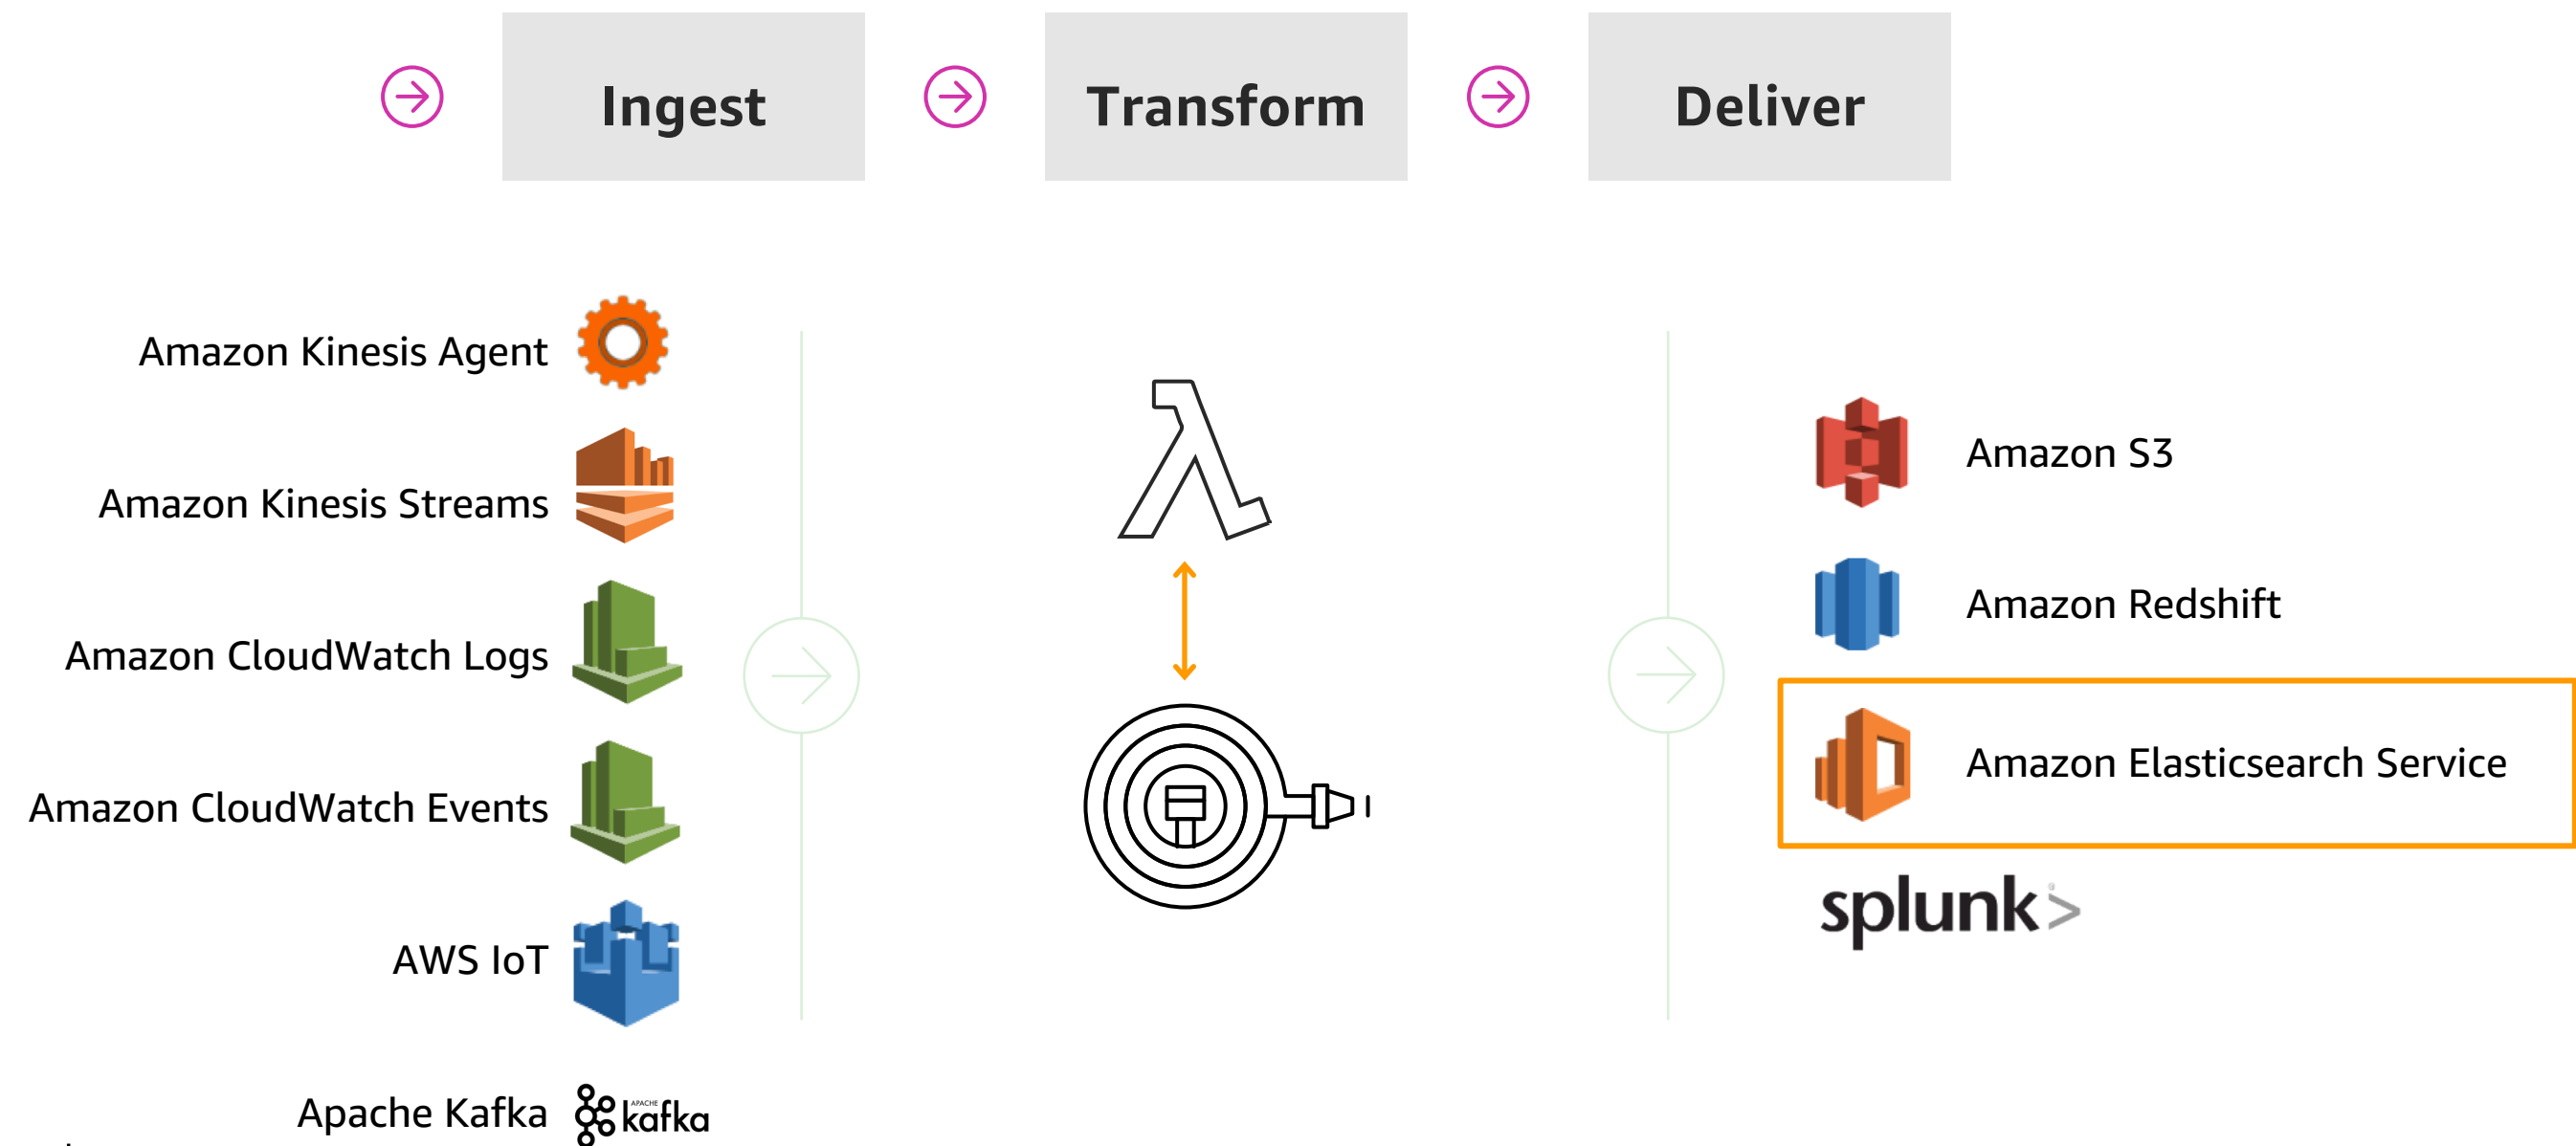 Ingest
Transform
Deliver
Amazon Kinesis Agent
Amazon Kinesis Streams
Amazon CloudWatch Logs
Amazon CloudWatch Events
AWS IoT
Apache Kafka
APACHE
kafka
Amazon S3
Amazon Redshift
Amazon Elasticsearch Service
splunk>